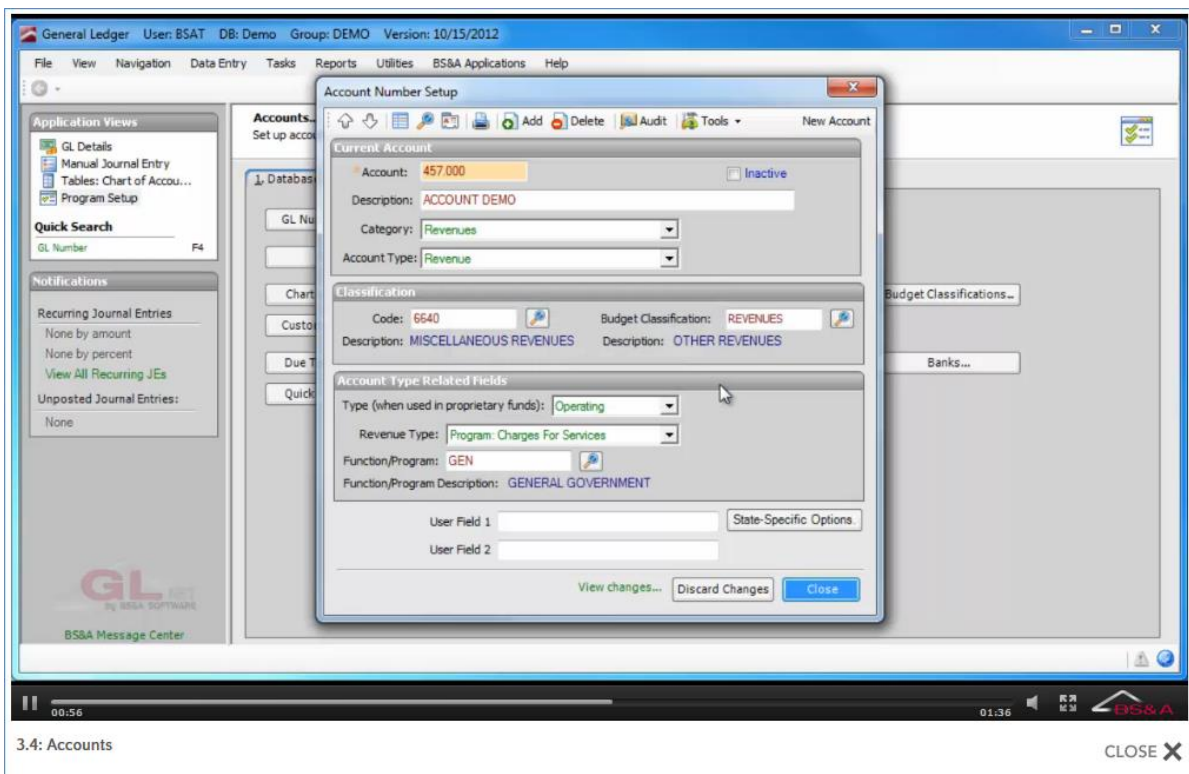 General Ledger User: BSAT DB: Demo Group: DEMO Version: 10/15/2012
File View Navigation Data Entry Tasks Reports Utilities BS&A Applications Help
Application Views
GL Details
Manual Journal Entry
Tables: Chart of Accou...
Program Setup
Quick Search
GL Number F4
Notifications
Recurring Journal Entries
None by amount
None by percent
View All Recurring JEs
Unposted Journal Entries:
None
GL .NET
by BS&A SOFTWARE
BS&A Message Center
Accounts...
Set up acco
1. Databas
GL Nu
Chart
Custo
Due T
Quick
Budget Classifications...
Banks...
Account Number Setup
Add Delete Audit Tools New Account
Current Account
*Account: 457.000 Inactive
Description: ACCOUNT DEMO
Category: Revenues
Account Type: Revenue
Classification
Code: 6640 Budget Classification: REVENUES
Description: MISCELLANEOUS REVENUES Description: OTHER REVENUES
Account Type Related Fields
Type (when used in proprietary funds): Operating
Revenue Type: Program: Charges For Services
Function/Program: GEN
Function/Program Description: GENERAL GOVERNMENT
User Field 1 State-Specific Options.
User Field 2
View changes... Discard Changes Close
00:56 01:36 BS&A
3.4: Accounts CLOSE